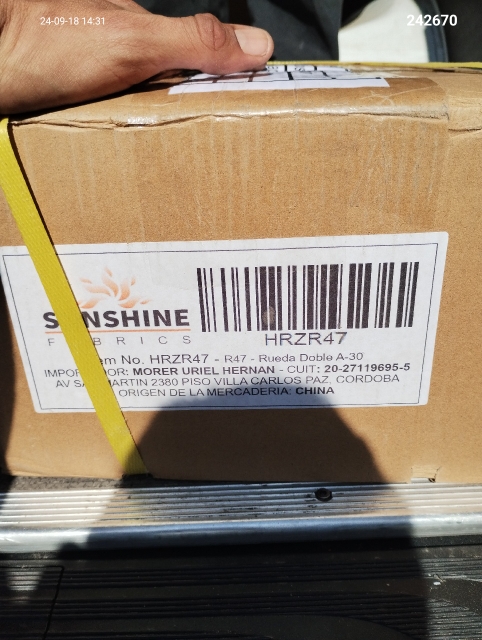 24-09-18 14:31
242670
SUNSHINE
FABRICS
HRZR47
Item No. HRZR47 - R47 - Rueda Doble A-30
IMPORTADOR: MORER URIEL HERNAN - CUIT: 20-27119695-5
AV SAN MARTIN 2380 PISO VILLA CARLOS PAZ, CORDOBA
ORIGEN DE LA MERCADERIA: CHINA